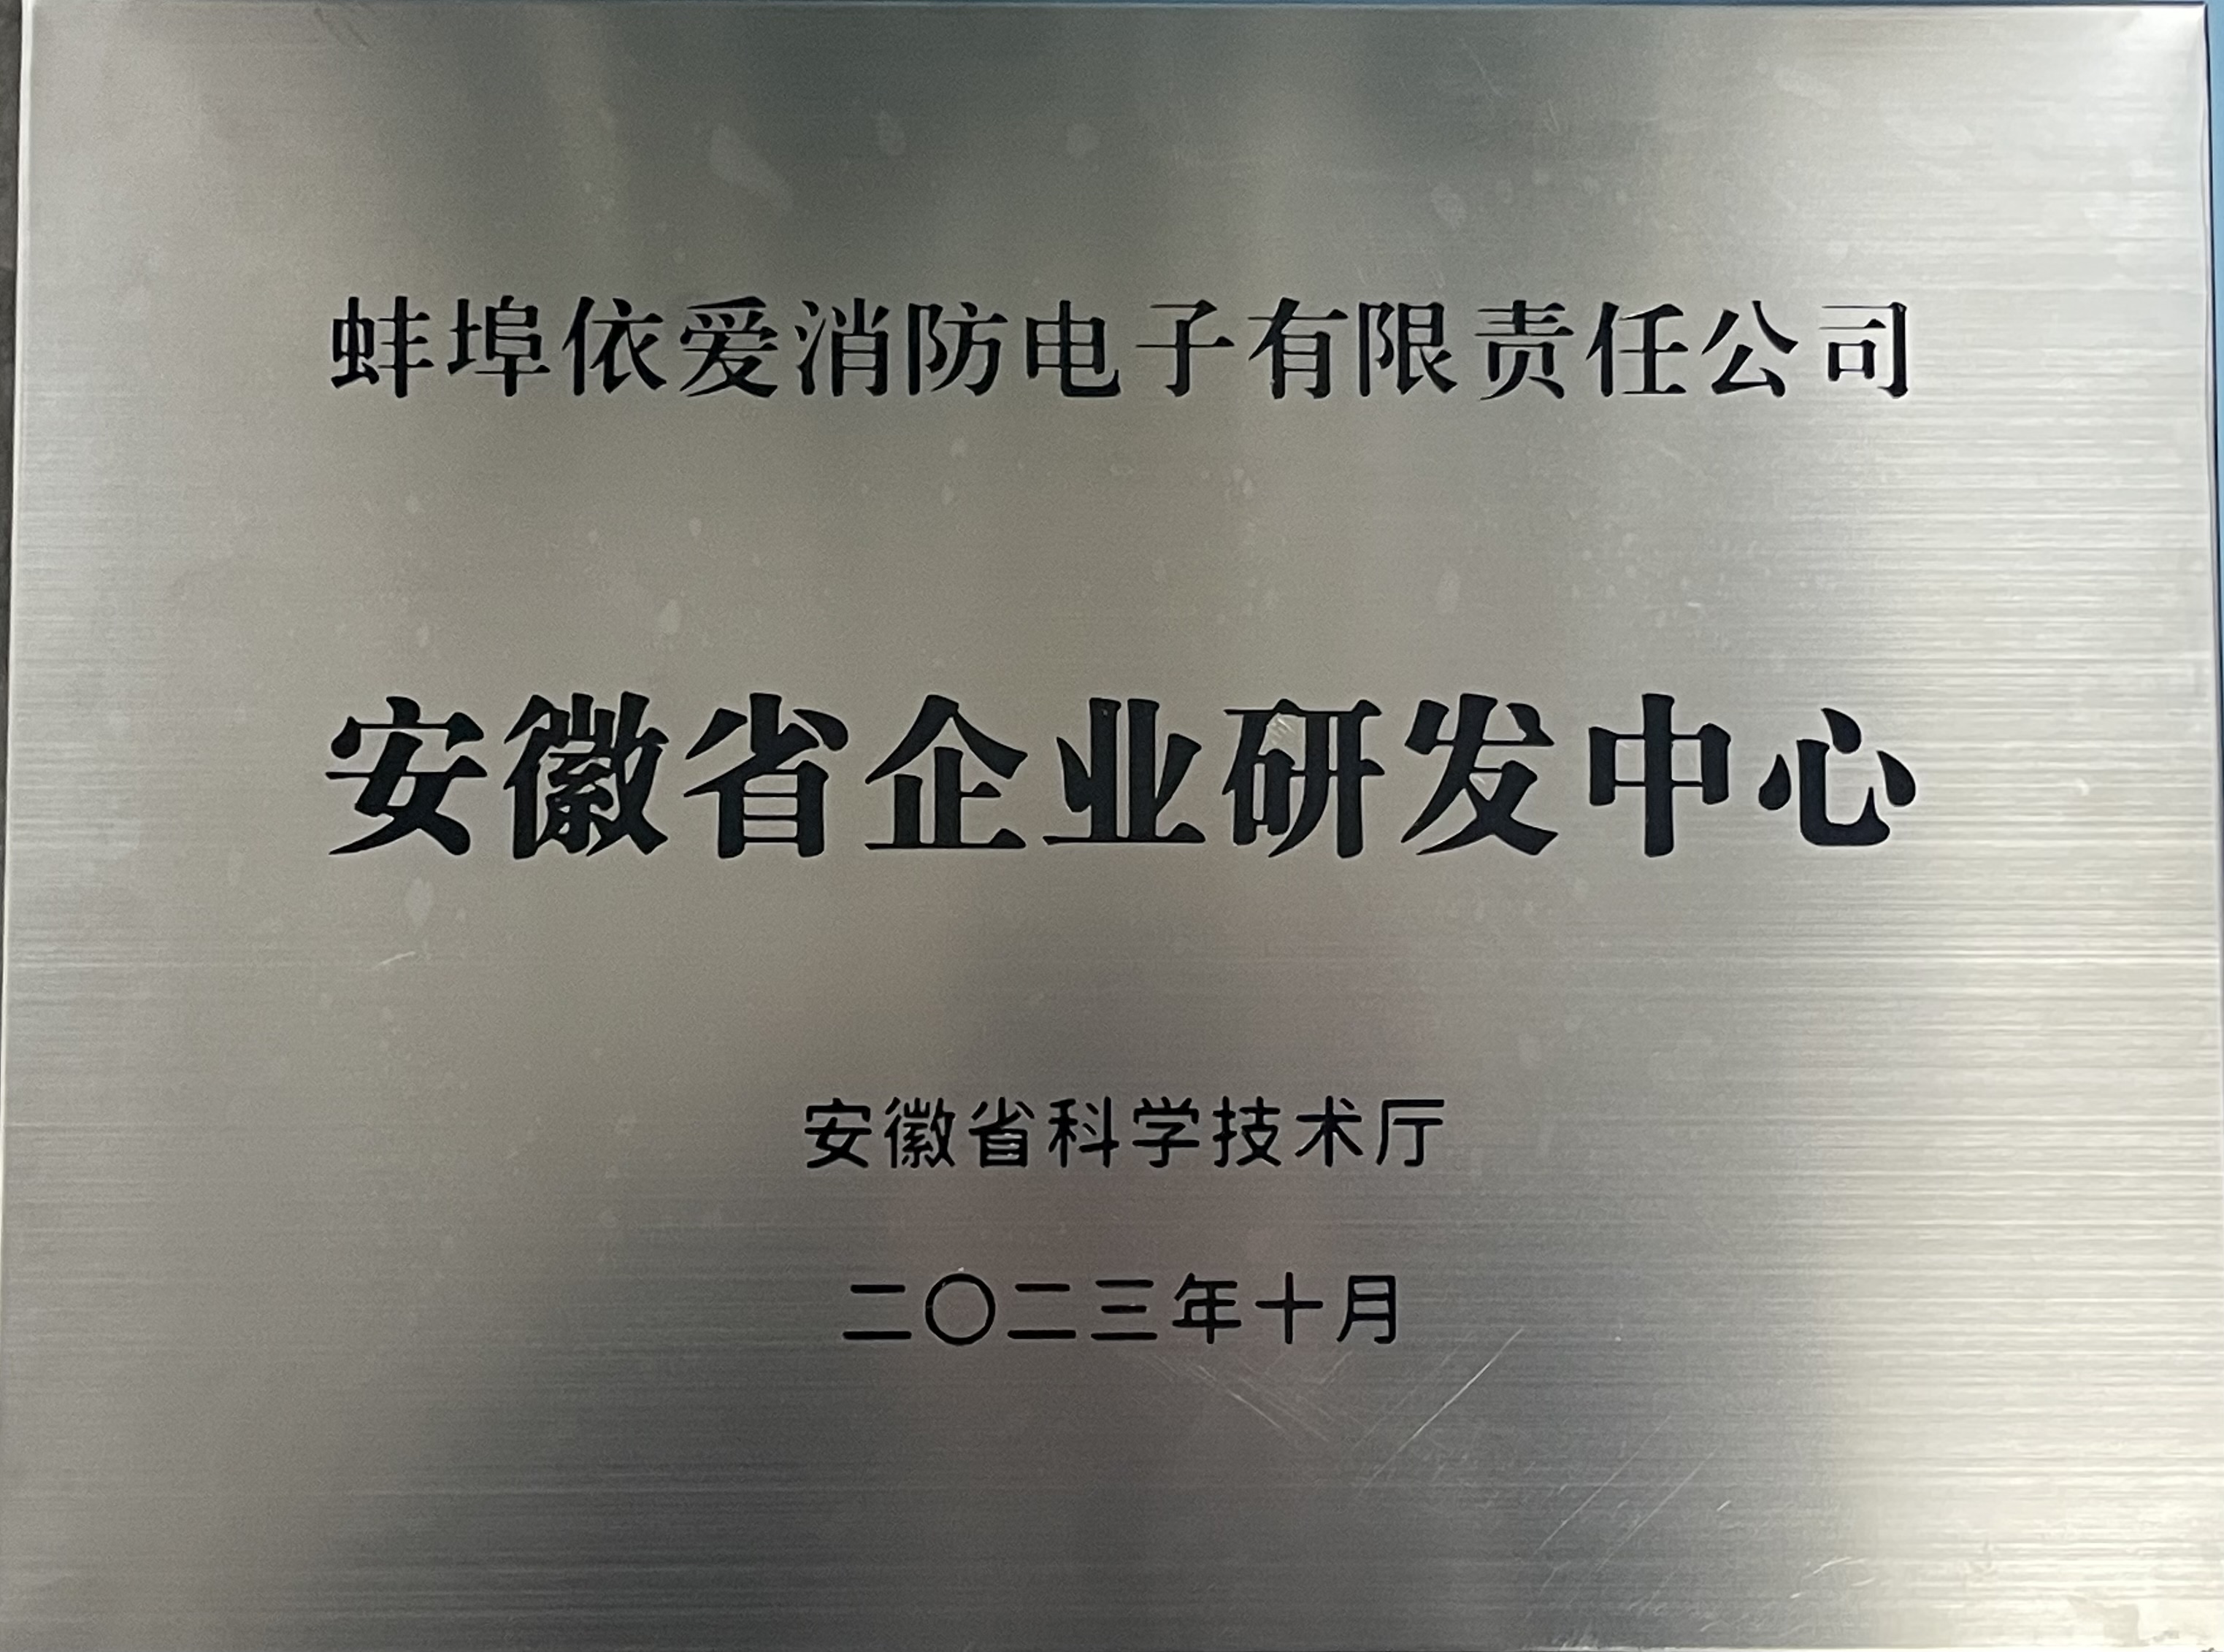 蚌埠依爱消防电子有限责任公司
安徽省企业研发中心
安徽省科学技术厅
二〇二三年十月